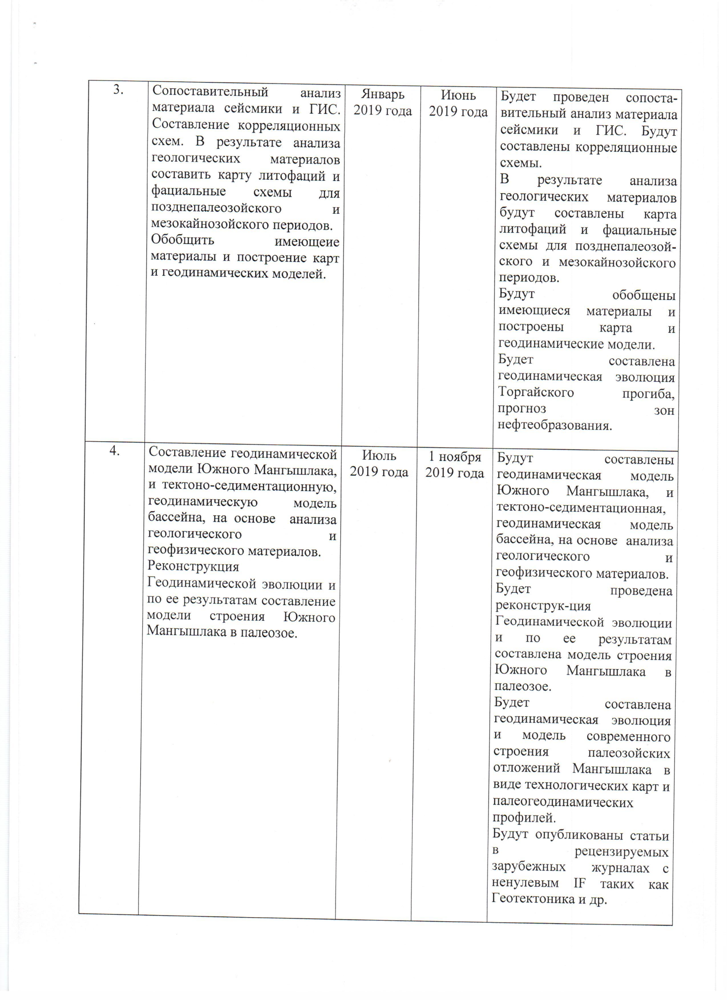 3.
Сопоставительный анализ
материала сейсмики и ГИС.
Составление корреляционных
схем. В результате анализа
геологических материалов
составить карту литофаций и
фациальные схемы для
позднепалеозойского и
мезокайнозойского периодов.
Обобщить имеющеие
материалы и построение карт
и геодинамических моделей.
Январь
2019 года
Июнь
2019 года
Будет проведен сопоста-
вительный анализ материала
сейсмики и ГИС. Будут
составлены корреляционные
схемы.
В результате анализа
геологических материалов
будут составлены карта
литофаций и фациальные
схемы для позднепалеозой-
ского и мезокайнозойского
периодов.
Будут обобщены
имеющиеся материалы и
построены карта и
геодинамические модели.
Будет составлена
геодинамическая эволюция
Торгайского прогиба,
прогноз зон
нефтеобразования.
4.
Составление геодинамической
модели Южного Мангышлака,
и тектоно-седиментационную,
геодинамическую модель
бассейна, на основе анализа
геологического и
геофизического материалов.
Реконструкция
Геодинамической эволюции и
по ее результатам составление
модели строения Южного
Мангышлака в палеозое.
Июль
2019 года
1 ноября
2019 года
Будут составлены
геодинамическая модель
Южного Мангышлака, и
тектоно-седиментационная,
геодинамическая модель
бассейна, на основе анализа
геологического и
геофизического материалов.
Будет проведена
реконструк-ция
Геодинамической эволюции
и по ее результатам
составлена модель строения
Южного Мангышлака в
палеозое.
Будет составлена
геодинамическая эволюция
и модель современного
строения палеозойских
отложений Мангышлака в
виде технологических карт и
палеогеодинамических
профилей.
Будут опубликованы статьи
в рецензируемых
зарубежных журналах с
ненулевым IF таких как
Геотектоника и др.